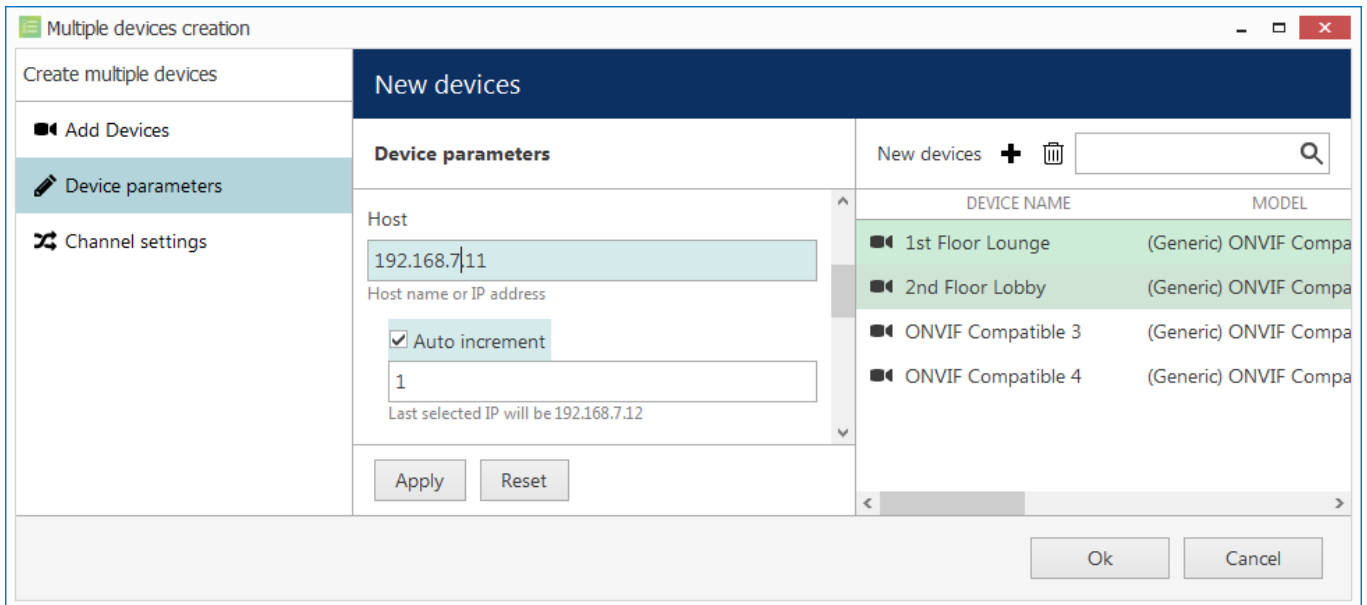 Multiple devices creation
Create multiple devices
Add Devices
Device parameters
Channel settings
New devices
Device parameters
Host
192.168.7.11
Host name or IP address
Auto increment
1
Last selected IP will be 192.168.7.12
Apply Reset
New devices
DEVICE NAME MODEL
1st Floor Lounge (Generic) ONVIF Compa
2nd Floor Lobby (Generic) ONVIF Compa
ONVIF Compatible 3 (Generic) ONVIF Compa
ONVIF Compatible 4 (Generic) ONVIF Compa
Ok Cancel